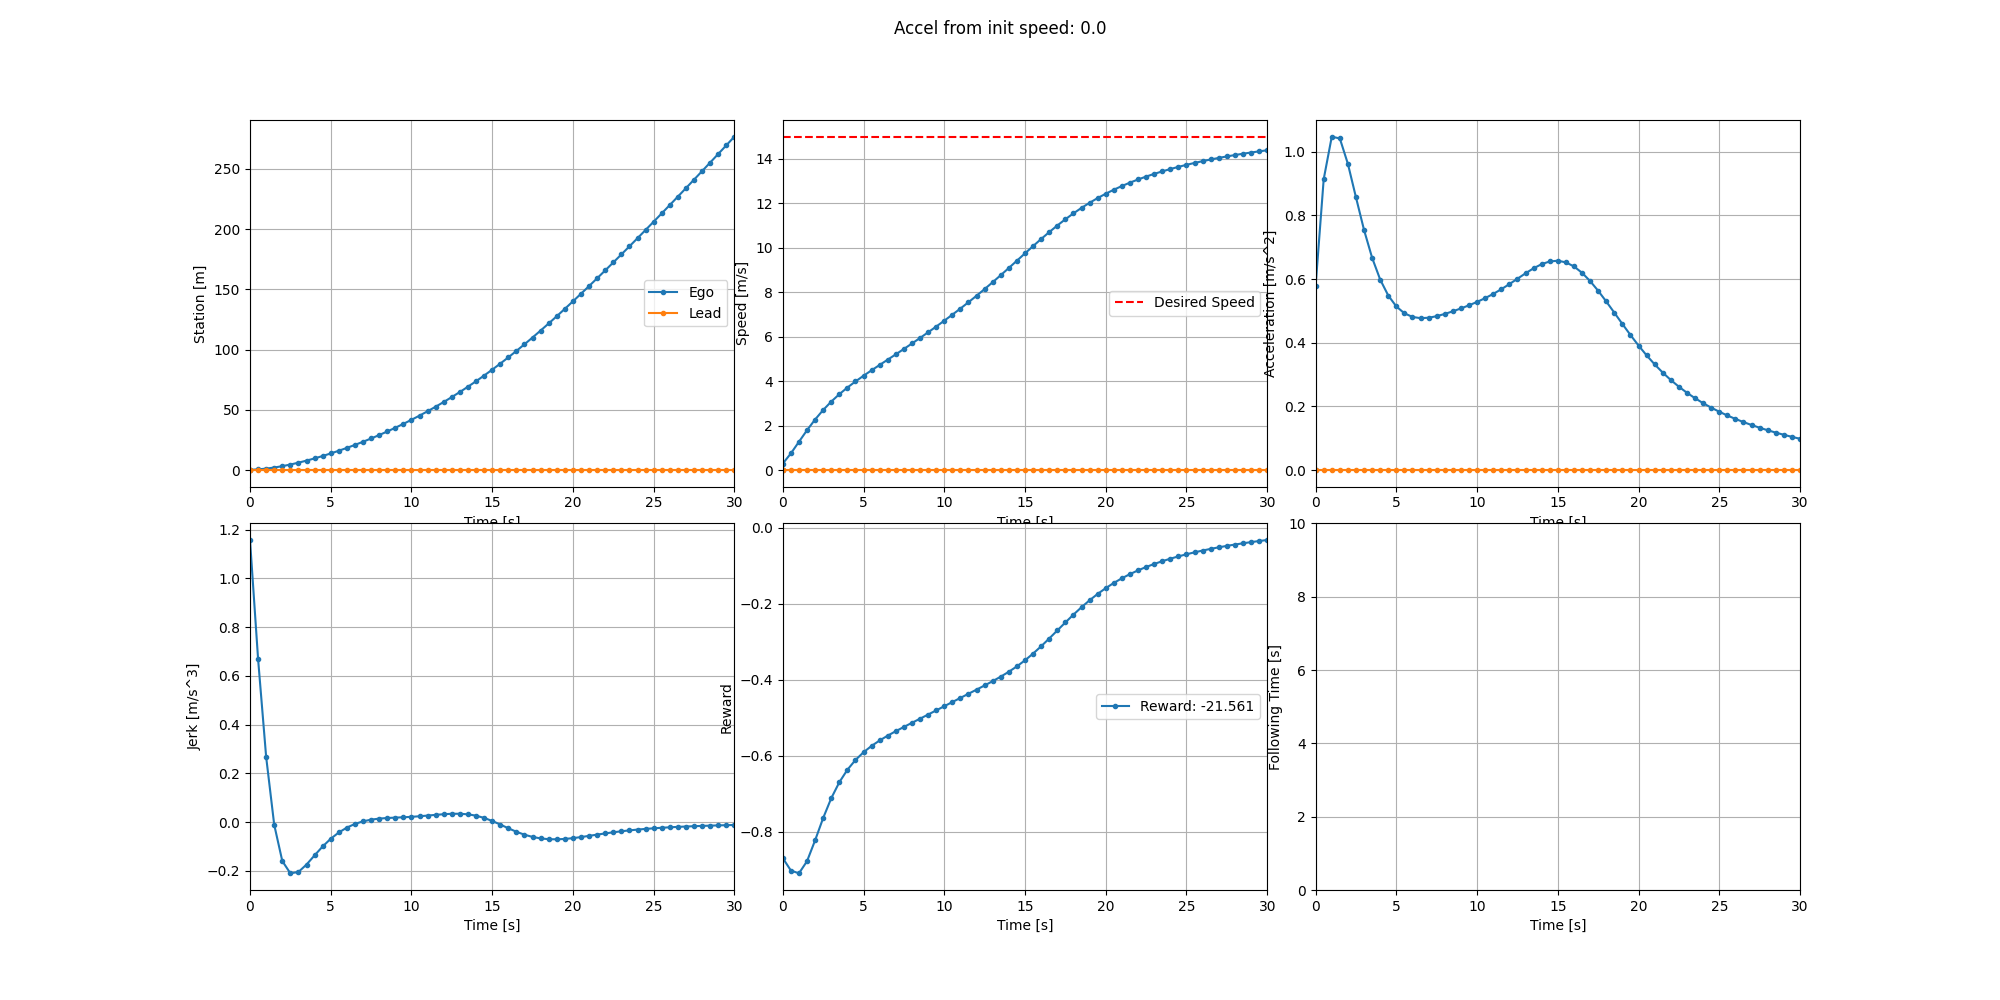 Accel from init speed: 0.0
Station [m]
250
200
150
100
50
0
Ego
Lead
0 5 10 15 20 25 30
Time [s]
Speed [m/s]
14
12
10
8
6
4
2
0
Desired Speed
0 5 10 15 20 25 30
Time [s]
Acceleration [m/s^2]
1.0
0.8
0.6
0.4
0.2
0.0
0 5 10 15 20 25 30
Time [s]
Jerk [m/s^3]
1.2
1.0
0.8
0.6
0.4
0.2
0.0
−0.2
0 5 10 15 20 25 30
Time [s]
Reward
0.0
−0.2
−0.4
−0.6
−0.8
Reward: -21.561
0 5 10 15 20 25 30
Time [s]
Following Time [s]
10
8
6
4
2
0
0 5 10 15 20 25 30
Time [s]